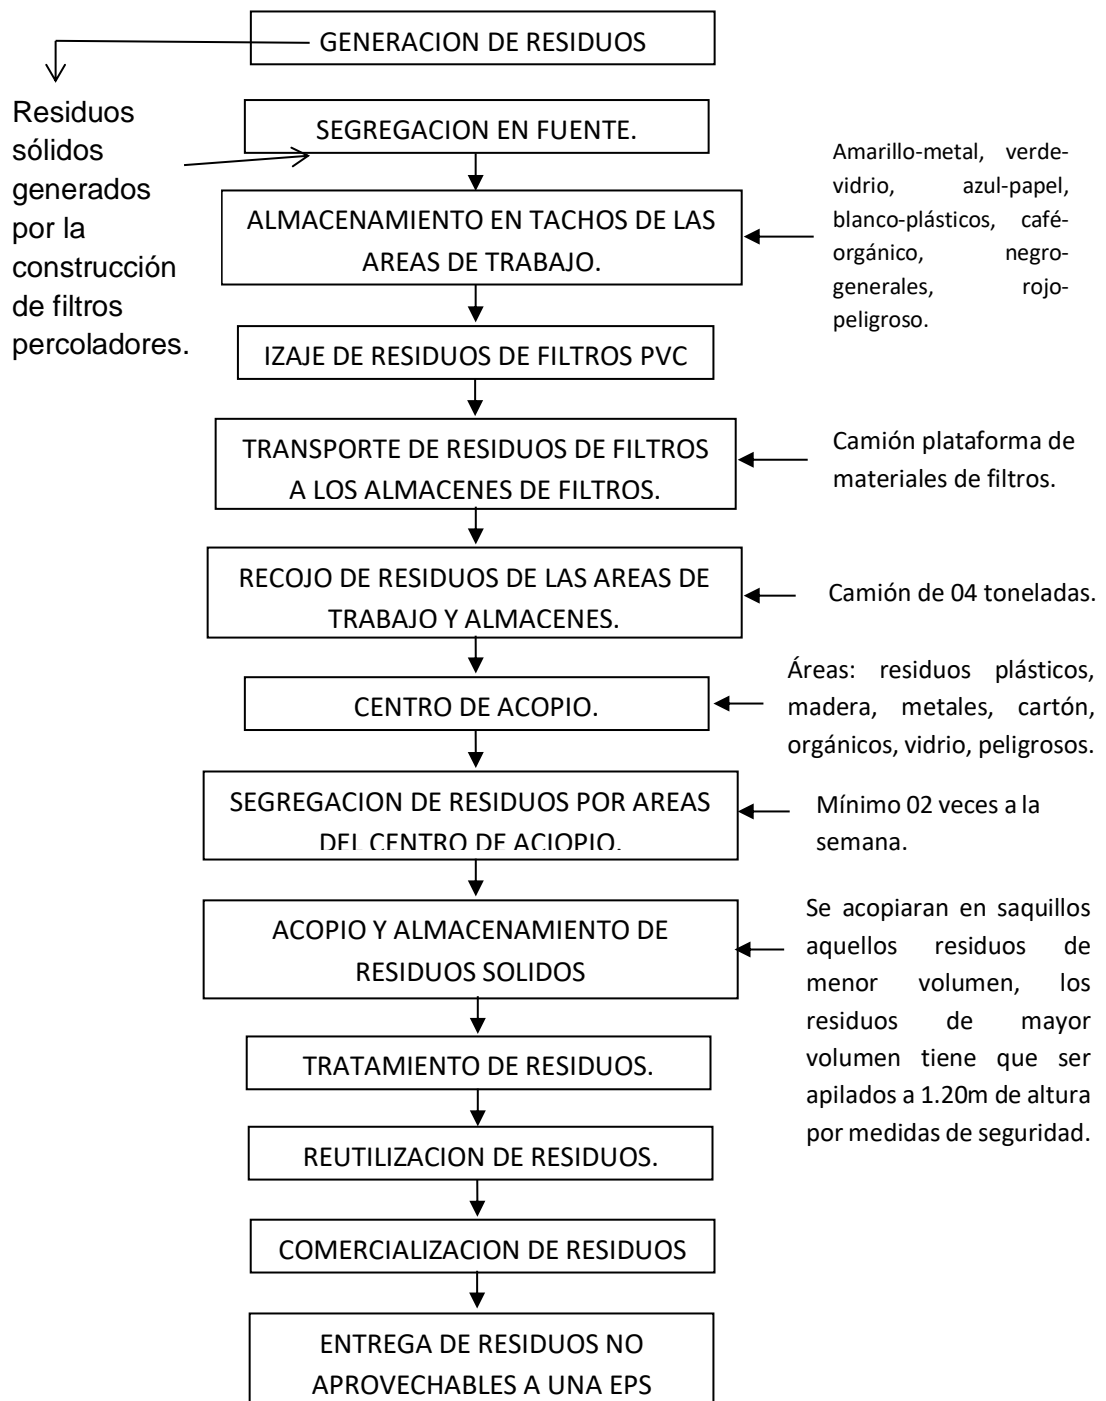 GENERACION DE RESIDUOS
Residuos
sólidos
generados
por la
construcción
de filtros
percoladores.
SEGREGACION EN FUENTE.
ALMACENAMIENTO EN TACHOS DE LAS
AREAS DE TRABAJO.
Amarillo-metal, verde-
vidrio, azul-papel,
blanco-plásticos, café-
orgánico, negro-
generales, rojo-
peligroso.
IZAJE DE RESIDUOS DE FILTROS PVC
TRANSPORTE DE RESIDUOS DE FILTROS
A LOS ALMACENES DE FILTROS.
Camión plataforma de
materiales de filtros.
RECOJO DE RESIDUOS DE LAS AREAS DE
TRABAJO Y ALMACENES.
Camión de 04 toneladas.
CENTRO DE ACOPIO.
Áreas: residuos plásticos,
madera, metales, cartón,
orgánicos, vidrio, peligrosos.
SEGREGACION DE RESIDUOS POR AREAS
DEL CENTRO DE ACIOPIO.
Mínimo 02 veces a la
semana.
ACOPIO Y ALMACENAMIENTO DE
RESIDUOS SOLIDOS
Se acopiaran en saquillos
aquellos residuos de
menor volumen, los
residuos de mayor
volumen tiene que ser
apilados a 1.20m de altura
por medidas de seguridad.
TRATAMIENTO DE RESIDUOS.
REUTILIZACION DE RESIDUOS.
COMERCIALIZACION DE RESIDUOS
ENTREGA DE RESIDUOS NO
APROVECHABLES A UNA EPS